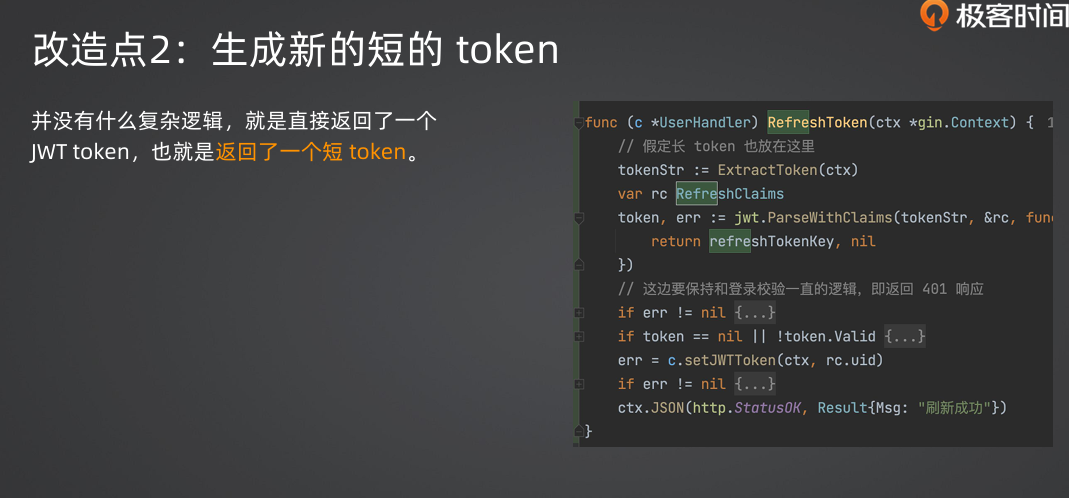 极客时间
改造点2：生成新的短的 token
并没有什么复杂逻辑，就是直接返回了一个
JWT token，也就是返回了一个短 token。
func (c *UserHandler) RefreshToken(ctx *gin.Context) { 1
// 假定长 token 也放在这里
tokenStr := ExtractToken(ctx)
var rc RefreshClaims
token, err := jwt.ParseWithClaims(tokenStr, &rc, func
return refreshTokenKey, nil
})
// 这边要保持和登录校验一直的逻辑，即返回 401 响应
if err != nil {...}
if token == nil || !token.Valid {...}
err = c.setJWTToken(ctx, rc.uid)
if err != nil {...}
ctx.JSON(http.StatusOK, Result{Msg: "刷新成功"})
}